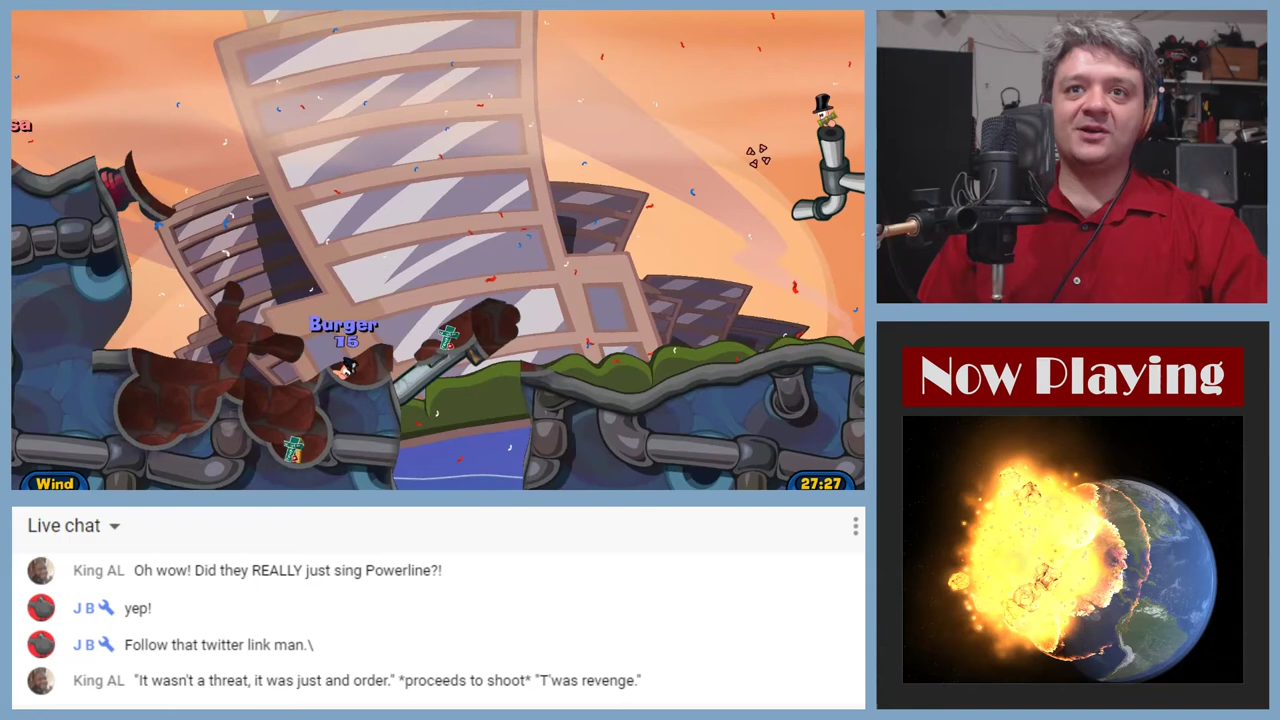 sa
Burger
15
Wind
27:27
Now Playing
Live chat
King AL Oh wow! Did they REALLY just sing Powerline?!
J B yep!
J B Follow that twitter link man.\
King AL "It wasn't a threat, it was just and order." *proceeds to shoot* "T'was revenge."